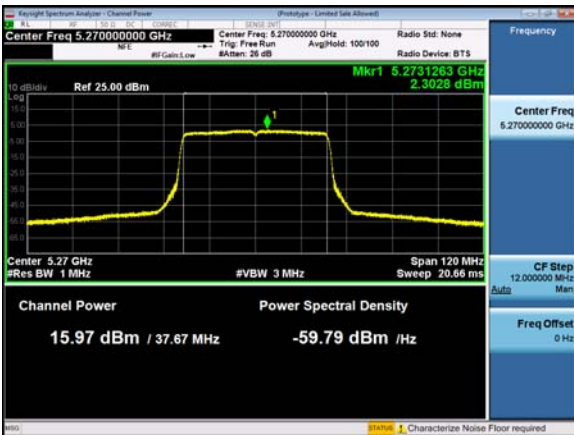 Keysight Spectrum Analyzer - Channel Power
(Prototype - Limited Sale Allowed)
RL RF 50 Ω DC CORREC SENSE:INT
Center Freq 5.270000000 GHz
NFE
#IFGain:Low
Center Freq: 5.270000000 GHz
Trig: Free Run Avg|Hold: 100/100
#Atten: 26 dB
Radio Std: None
Radio Device: BTS
Mkr1 5.2731263 GHz
2.3028 dBm
10 dB/div Ref 25.00 dBm
Log
15.0
5.00
1
Center 5.27 GHz
Span 120 MHz
#Res BW 1 MHz
#VBW 3 MHz
Sweep 20.66 ms
Channel Power
Power Spectral Density
15.97 dBm / 37.67 MHz
-59.79 dBm /Hz
Frequency
Center Freq
5.270000000 GHz
CF Step
12.000000 MHz
Auto Man
Freq Offset
0 Hz
MSG
STATUS
! Characterize Noise Floor required